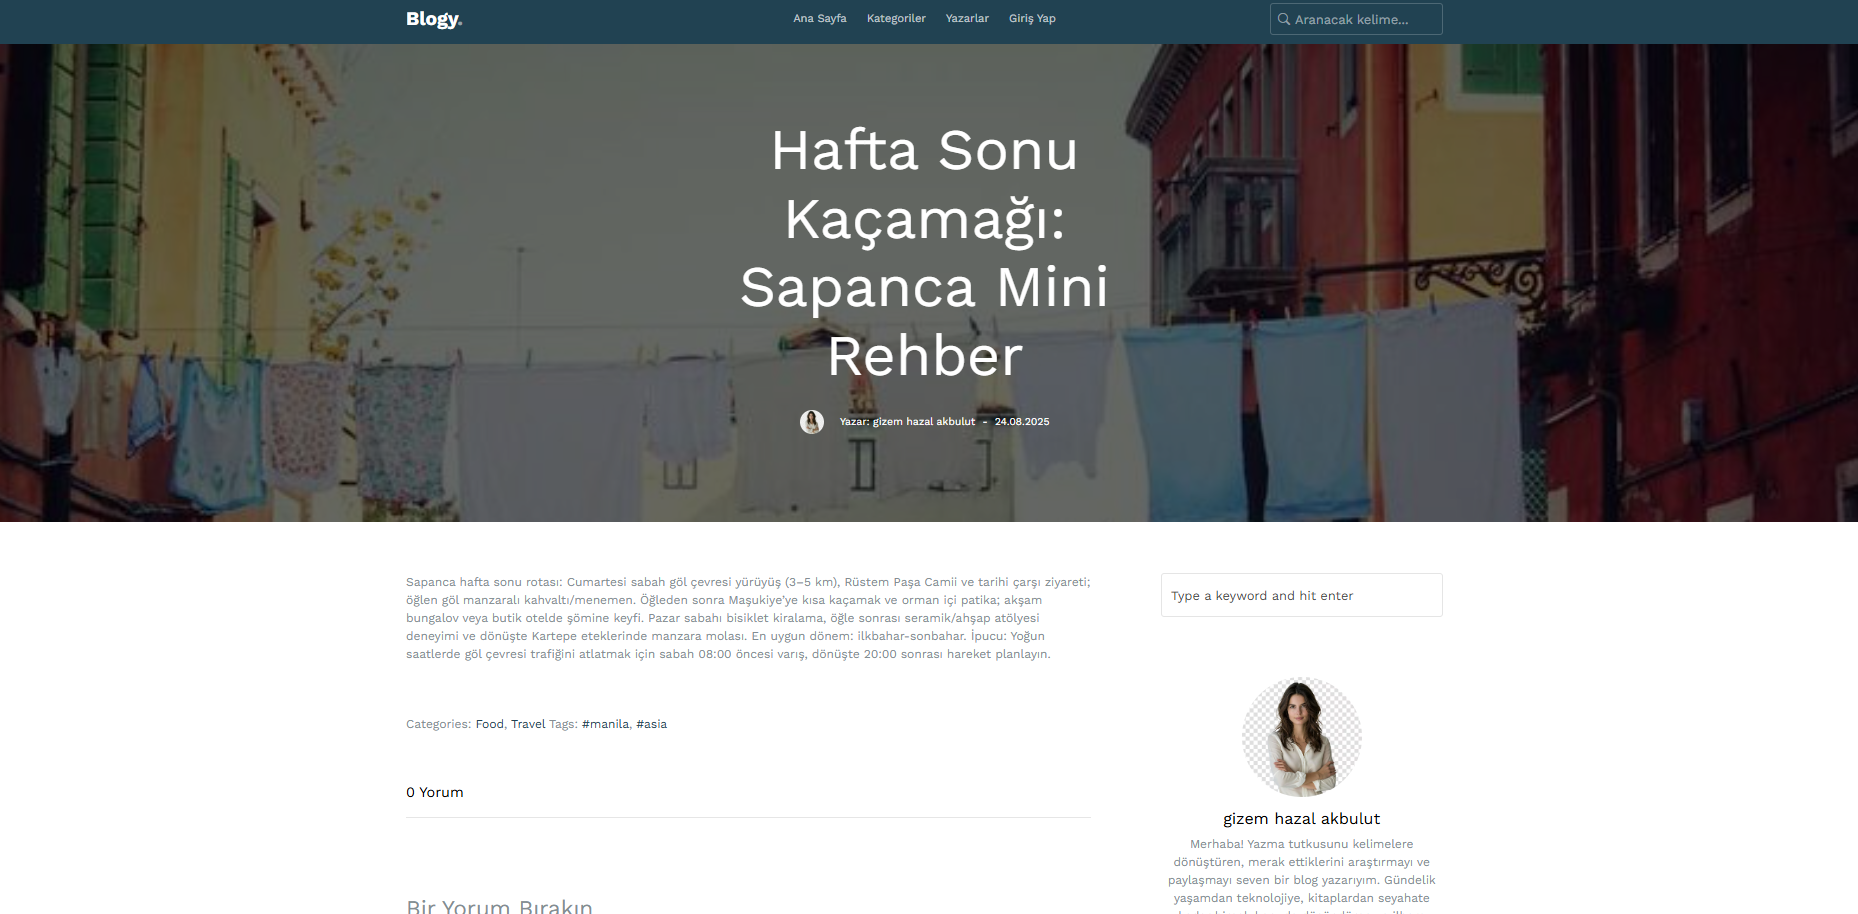 Blogy.
Ana Sayfa Kategoriler Yazarlar Giriş Yap
Aranacak kelime...
Hafta Sonu
Kaçamağı:
Sapanca Mini
Rehber
Yazar: gizem hazal akbulut - 24.08.2025
Sapanca hafta sonu rotası: Cumartesi sabah göl çevresi yürüyüş (3–5 km), Rüstem Paşa Camii ve tarihi çarşı ziyareti;
öğlen göl manzaralı kahvaltı/menemen. Öğleden sonra Maşukiye'ye kısa kaçamak ve orman içi patika; akşam
bungalov veya butik otelde şömine keyfi. Pazar sabahı bisiklet kiralama, öğle sonrası seramik/ahşap atölyesi
deneyimi ve dönüşte Kartepe eteklerinde manzara molası. En uygun dönem: ilkbahar-sonbahar. İpucu: Yoğun
saatlerde göl çevresi trafiğini atlatmak için sabah 08:00 öncesi varış, dönüşte 20:00 sonrası hareket planlayın.
Categories: Food, Travel Tags: #manila, #asia
0 Yorum
Bir Yorum Bırakın
Type a keyword and hit enter
gizem hazal akbulut
Merhaba! Yazma tutkusunu kelimelere
dönüştüren, merak ettiklerini araştırmayı ve
paylaşmayı seven bir blog yazarıyım. Gündelik
yaşamdan teknolojiye, kitaplardan seyahate